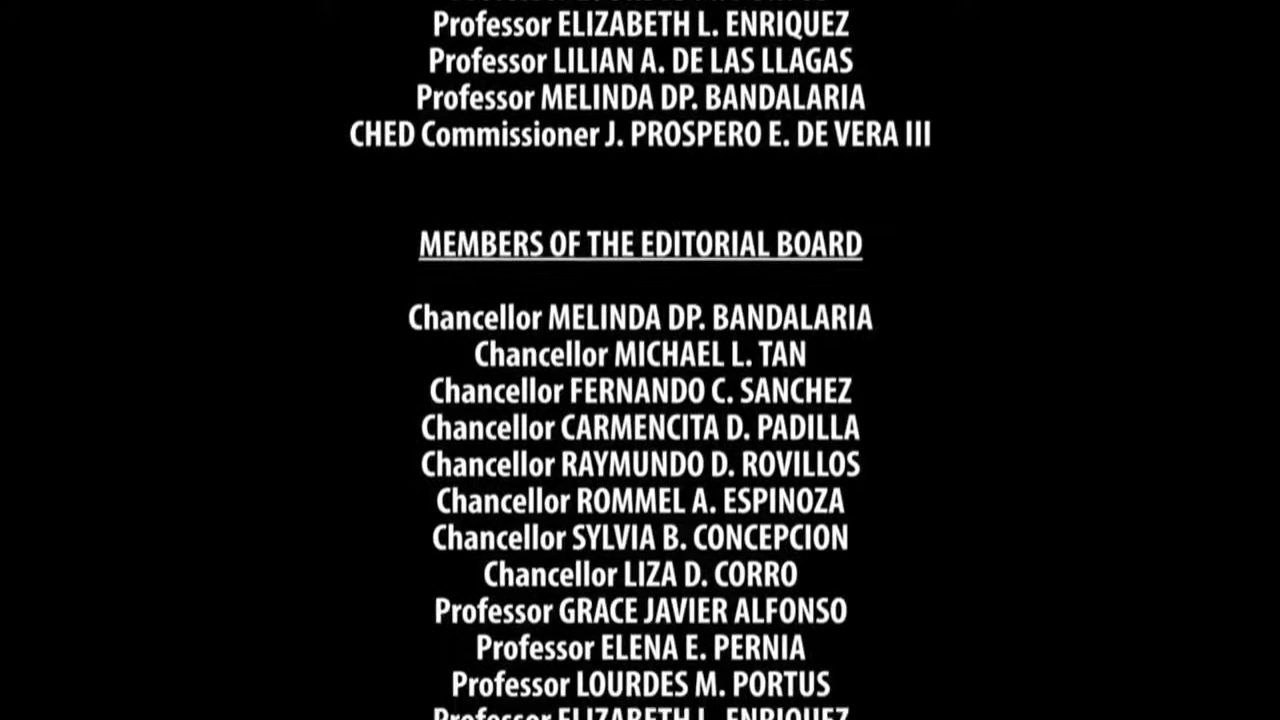 Professor ELIZABETH L. ENRIQUEZ
Professor LILIAN A. DE LAS LLAGAS
Professor MELINDA DP. BANDALARIA
CHED Commissioner J. PROSPERO E. DE VERA III
MEMBERS OF THE EDITORIAL BOARD
Chancellor MELINDA DP. BANDALARIA
Chancellor MICHAEL L. TAN
Chancellor FERNANDO C. SANCHEZ
Chancellor CARMENCITA D. PADILLA
Chancellor RAYMUNDO D. ROVILLOS
Chancellor ROMMEL A. ESPINOZA
Chancellor SYLVIA B. CONCEPCION
Chancellor LIZA D. CORRO
Professor GRACE JAVIER ALFONSO
Professor ELENA E. PERNIA
Professor LOURDES M. PORTUS
Professor ELIZABETH L. ENRIQUEZ